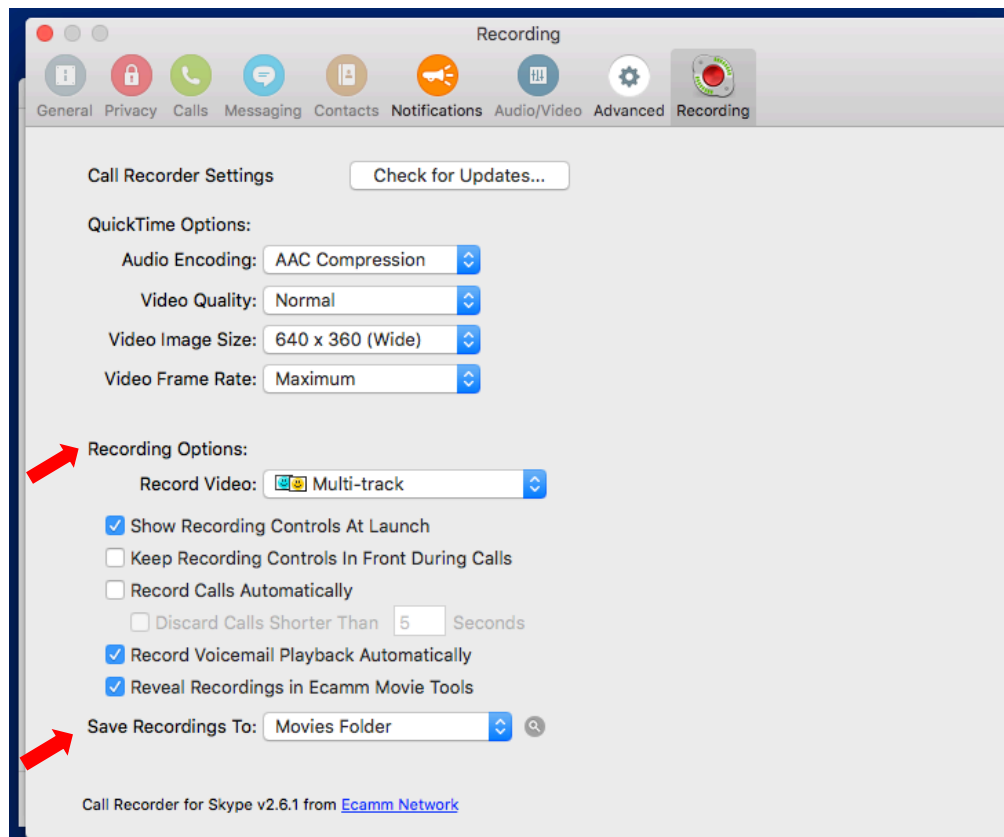 Recording
General Privacy Calls Messaging Contacts Notifications Audio/Video Advanced Recording
Call Recorder Settings Check for Updates...
QuickTime Options:
Audio Encoding: AAC Compression
Video Quality: Normal
Video Image Size: 640 x 360 (Wide)
Video Frame Rate: Maximum
Recording Options:
Record Video: Multi-track
Show Recording Controls At Launch
Keep Recording Controls In Front During Calls
Record Calls Automatically
Discard Calls Shorter Than 5 Seconds
Record Voicemail Playback Automatically
Reveal Recordings in Ecamm Movie Tools
Save Recordings To: Movies Folder
Call Recorder for Skype v2.6.1 from Ecamm Network